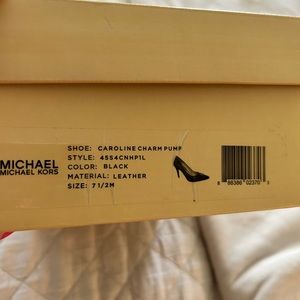 SHOE: CAROLINE CHARM PUMP
STYLE: 45S4CNHP1L
COLOR: BLACK
MATERIAL: LEATHER
SIZE: 7 1/2M
MICHAEL
MICHAEL KORS